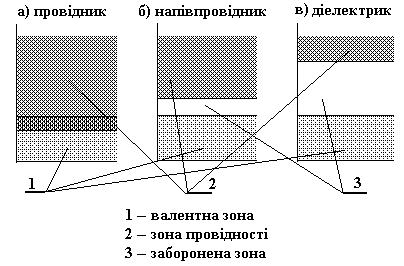 а) провідник б) напівпровідник в) діелектрик
1 2 3
1 – валентна зона
2 – зона провідності
3 – заборонена зона